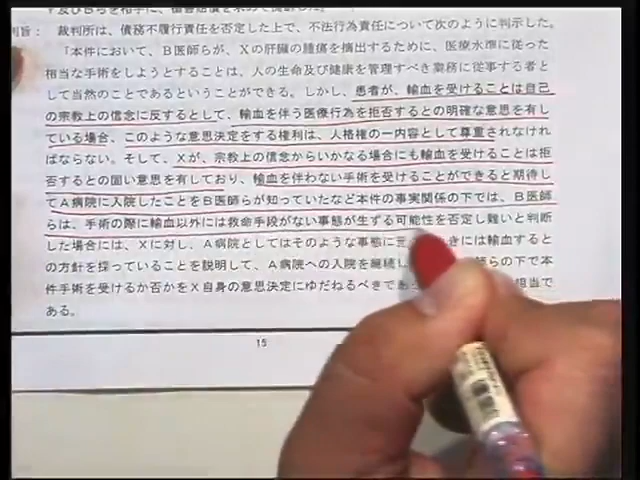 旨： 裁判所は、債務不履行責任を否定した上で、不法行為責任について次のように判示した。
「本件において、B医師らが、Xの肝臓の腫瘍を摘出するために、医療水準に従った
相当な手術をしようとすることは、人の生命及び健康を管理すべき業務に従事する者と
して当然のことであるということができる。しかし、患者が、輸血を受けることは自己
の宗教上の信念に反するとして、輸血を伴う医療行為を拒否するとの明確な意思を有し
ている場合、このような意思決定をする権利は、人格権の一内容として尊重されなけれ
ばならない。そして、Xが、宗教上の信念からいかなる場合にも輸血を受けることは拒
否するとの固い意思を有しており、輸血を伴わない手術を受けることができると期待し
てA病院に入院したことをB医師らが知っていたなど本件の事実関係の下では、B医師
らは、手術の際に輸血以外には救命手段がない事態が生ずる可能性を否定し難いと判断
した場合には、Xに対し、A病院としてはそのような事態に きには輸血すると
の方針を採っていることを説明して、A病院への入院を継続し 師らの下で本
件手術を受けるか否かをX自身の意思決定にゆだねるべきであ 相当で
ある。
15